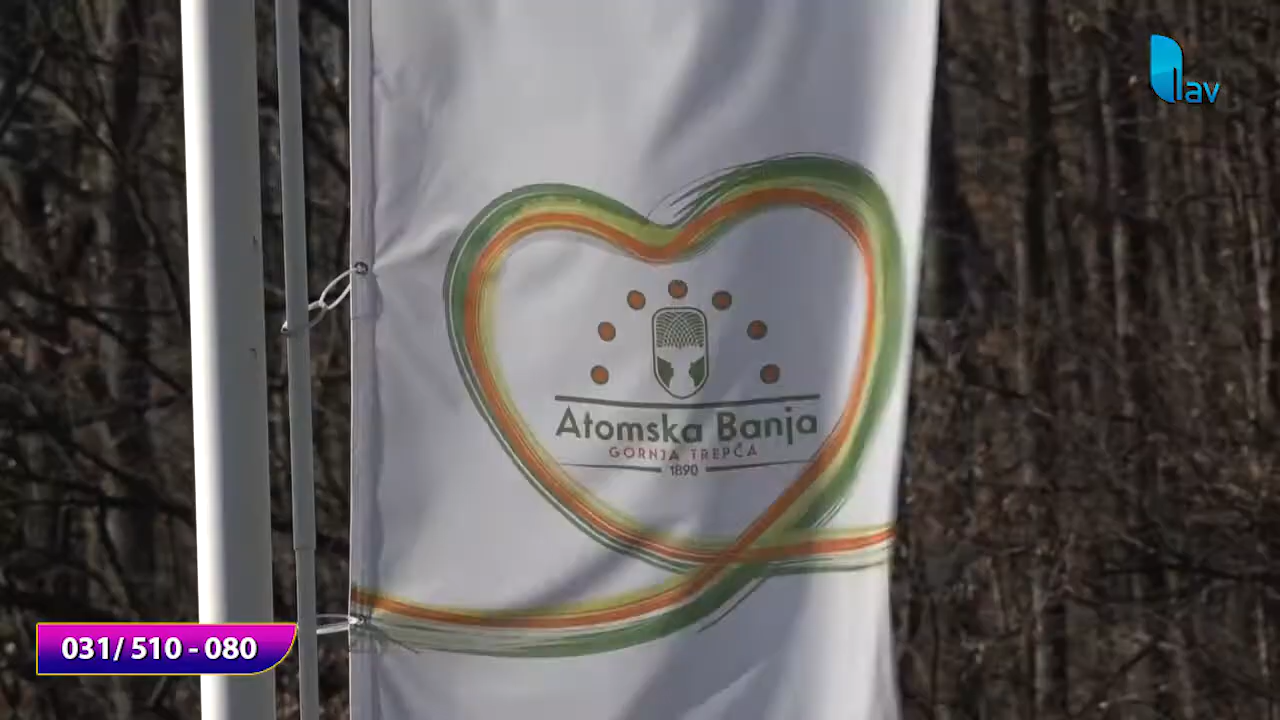 lav
Atomska Banja
GORNJA TREPČA
1890
031/ 510 - 080